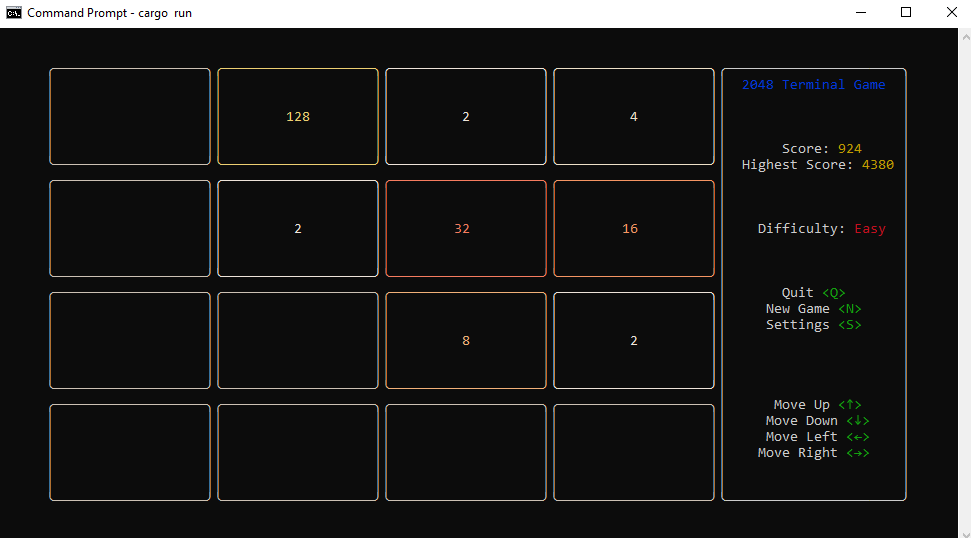 Command Prompt - cargo run
128 2 4
2 32 16
8 2
2048 Terminal Game
Score: 924
Highest Score: 4380
Difficulty: Easy
Quit <Q>
New Game <N>
Settings <S>
Move Up <↑>
Move Down <↓>
Move Left <←>
Move Right <→>